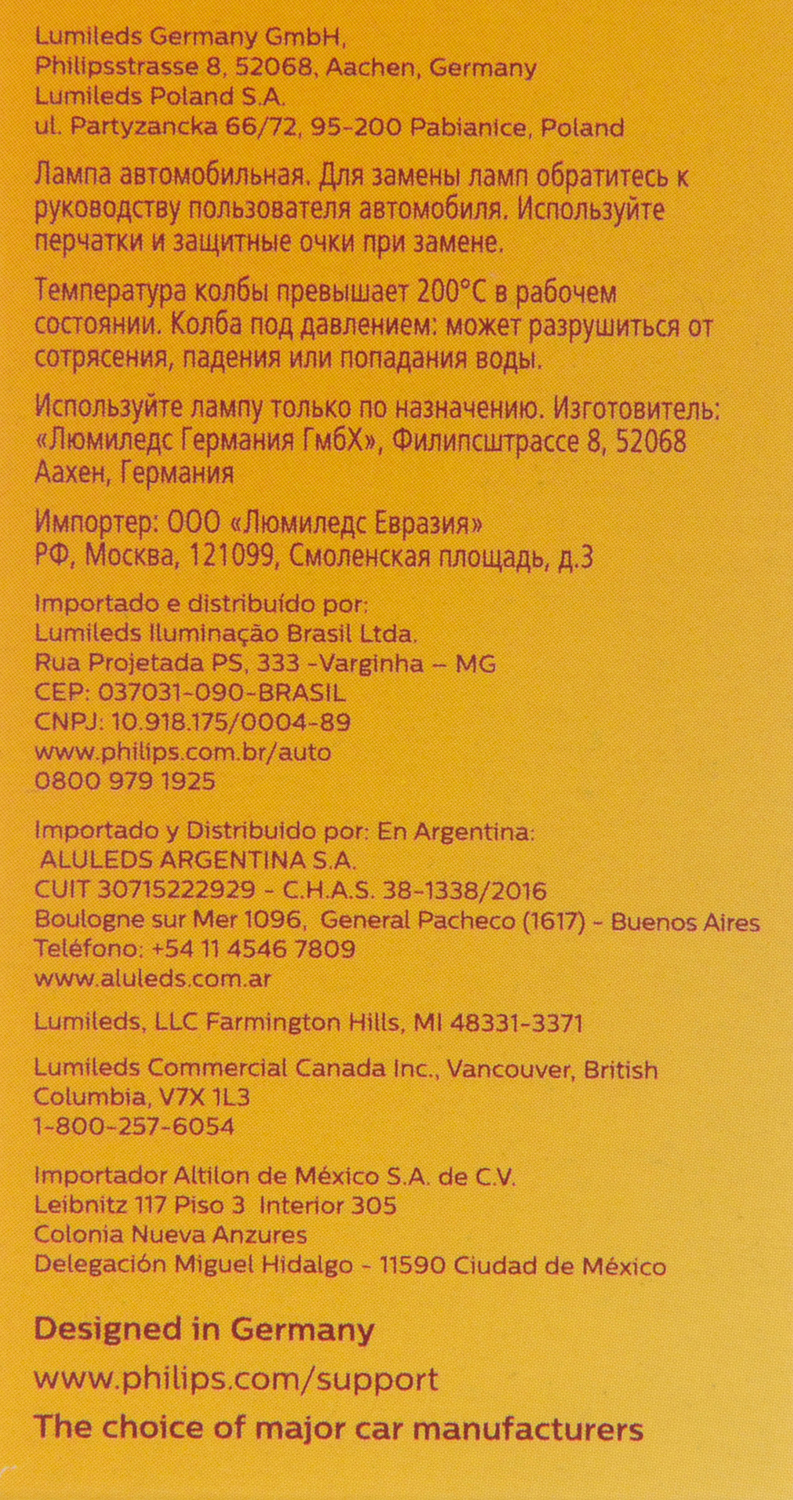 Lumileds Germany GmbH,
Philipsstrasse 8, 52068, Aachen, Germany
Lumileds Poland S.A.
ul. Partyzancka 66/72, 95-200 Pabianice, Poland
Лампа автомобильная. Для замены ламп обратитесь к
руководству пользователя автомобиля. Используйте
перчатки и защитные очки при замене.
Температура колбы превышает 200°C в рабочем
состоянии. Колба под давлением: может разрушиться от
сотрясения, падения или попадания воды.
Используйте лампу только по назначению. Изготовитель:
«Люмиледс Германия ГмбХ», Филипсштрассе 8, 52068
Аахен, Германия
Импортер: ООО «Люмиледс Евразия»
РФ, Москва, 121099, Смоленская площадь, д.3
Importado e distribuído por:
Lumileds Iluminação Brasil Ltda.
Rua Projetada PS, 333 -Varginha – MG
CEP: 037031-090-BRASIL
CNPJ: 10.918.175/0004-89
www.philips.com.br/auto
0800 979 1925
Importado y Distribuido por: En Argentina:
ALULEDS ARGENTINA S.A.
CUIT 30715222929 - C.H.A.S. 38-1338/2016
Boulogne sur Mer 1096, General Pacheco (1617) - Buenos Aires
Teléfono: +54 11 4546 7809
www.aluleds.com.ar
Lumileds, LLC Farmington Hills, MI 48331-3371
Lumileds Commercial Canada Inc., Vancouver, British
Columbia, V7X 1L3
1-800-257-6054
Importador Altilon de México S.A. de C.V.
Leibnitz 117 Piso 3 Interior 305
Colonia Nueva Anzures
Delegación Miguel Hidalgo - 11590 Ciudad de México
Designed in Germany
www.philips.com/support
The choice of major car manufacturers